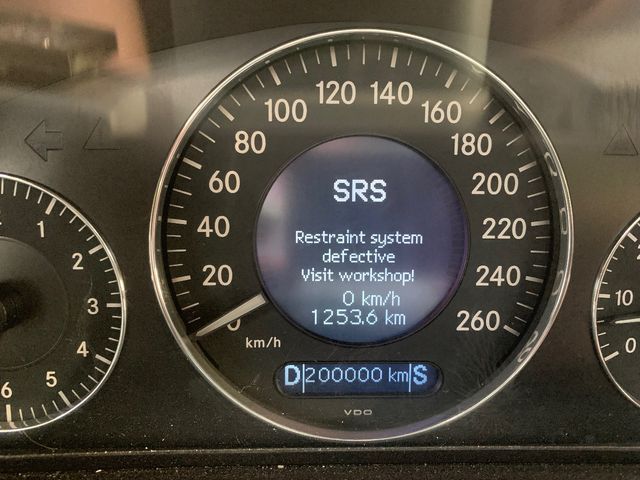 100 120 140 160
80 180
60 200
40 220
20 240
0 260
km/h
SRS
Restraint system
defective
Visit workshop!
0 km/h
1253.6 km
D 200000 km S
VDO
1
2
3
4
5
6
10
0